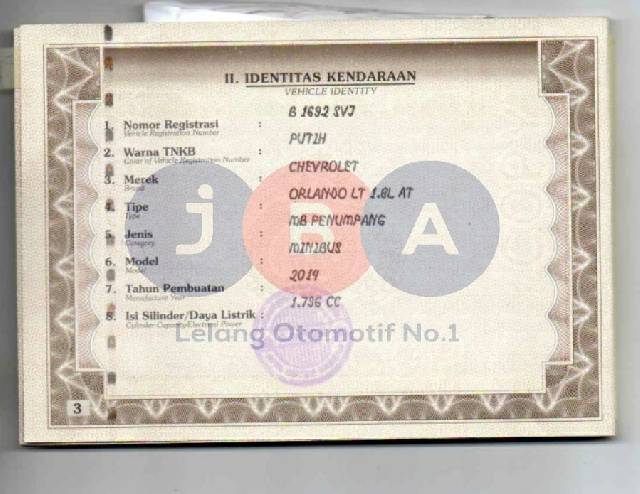 II. IDENTITAS KENDARAAN
VEHICLE IDENTITY
B 1692 SVJ
1. Nomor Registrasi :
Vehicle Registration Number
PUTIH
2. Warna TNKB :
Color of Vehicle Registration Number
CHEVROLET
3. Merek :
Brand
ORLANDO LT 1.8L AT
4. Tipe :
Type
MB PENUMPANG
5. Jenis :
Category
MINIBUS
6. Model :
Model
2014
7. Tahun Pembuatan :
Manufacture Year
1.796 CC
8. Isi Silinder/Daya Listrik :
Cylinder Capacity/Electrical Power
JBA
Lelang Otomotif No.1
3